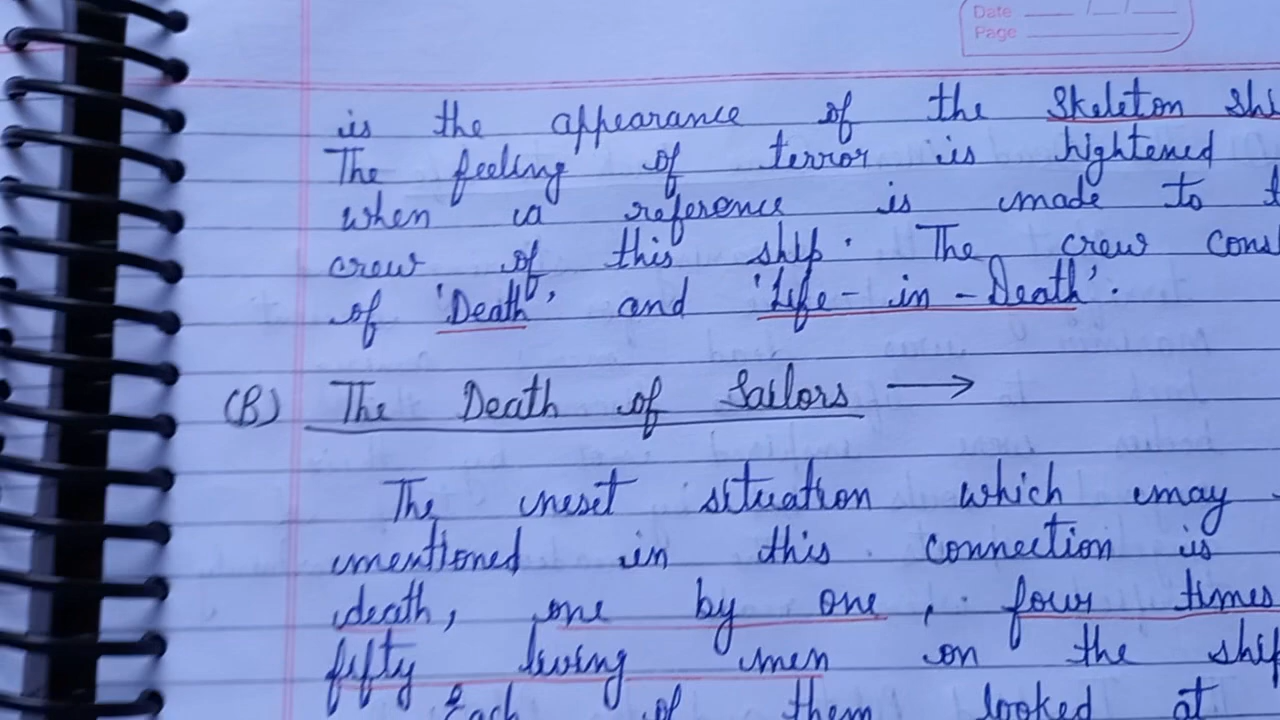 Date / /
Page
is the appearance of the Skeleton Shi
The feeling of terror is hightened
when a reference is made to t
crew of this ship. The crew cons
of 'Death', and 'Life-in-Death'.
(B) The Death of Sailors →
The next situation which may
mentioned in this connection is
death, one by one, four times
fifty living men on the ship
Each of them looked at